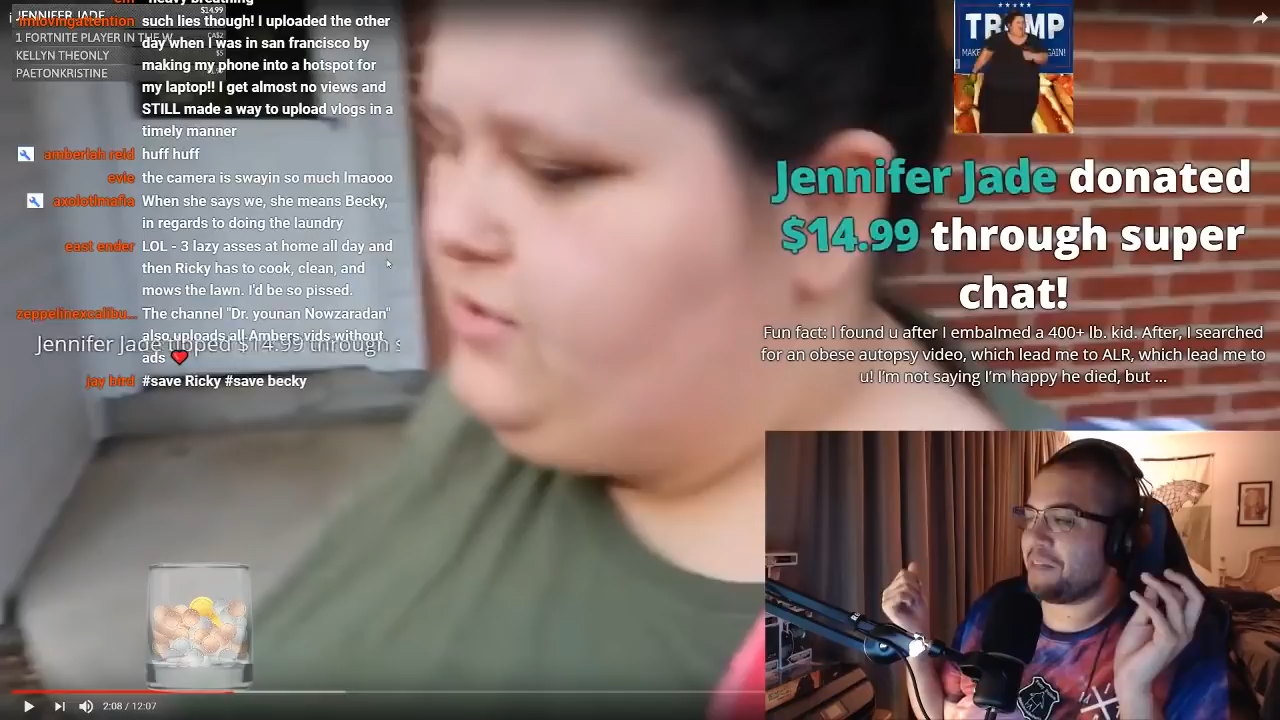 JENNIFER JADE
$14.99
1 FORTNITE PLAYER IN THE W...
CA$2
KELLYN THEONLY
$5
PAETONKRISTINE
imlovingattention such lies though! I uploaded the other
day when I was in san francisco by
making my phone into a hotspot for
my laptop!! I get almost no views and
STILL made a way to upload vlogs in a
timely manner
amberlah reid huff huff
evie the camera is swayin so much lmaooo
axolotlmafia When she says we, she means Becky,
in regards to doing the laundry
east ender LOL - 3 lazy asses at home all day and
then Ricky has to cook, clean, and
mows the lawn. I'd be so pissed.
zeppelinexcalibu... The channel "Dr. younan Nowzaradan"
also uploads all Ambers vids without
ads ❤️
Jennifer Jade tipped $14.99 through s
jay bird #save Ricky #save becky
TRUMP
Jennifer Jade donated
$14.99 through super
chat!
Fun fact: I found u after I embalmed a 400+ lb. kid. After, I searched
for an obese autopsy video, which lead me to ALR, which lead me to
u! I'm not saying I'm happy he died, but ...
2:08 / 12:07